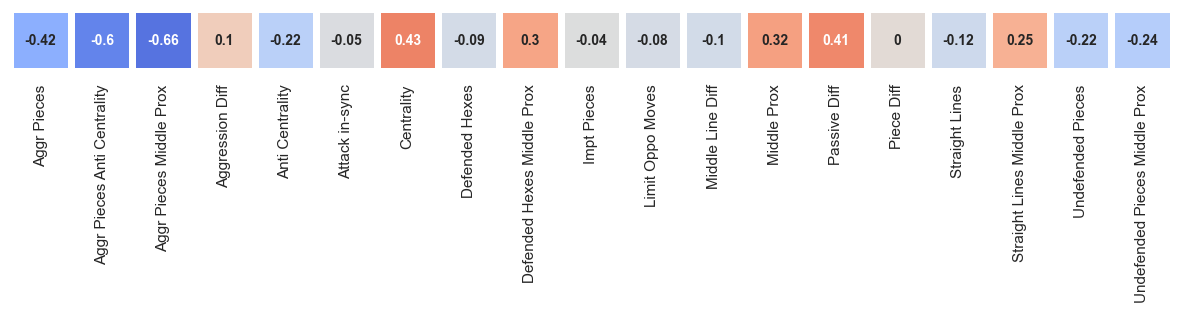 -0.42 -0.6 -0.66 0.1 -0.22 -0.05 0.43 -0.09 0.3 -0.04 -0.08 -0.1 0.32 0.41 0 -0.12 0.25 -0.22 -0.24
Aggr Pieces
Aggr Pieces Anti Centrality
Aggr Pieces Middle Prox
Aggression Diff
Anti Centrality
Attack in-sync
Centrality
Defended Hexes
Defended Hexes Middle Prox
Impt Pieces
Limit Oppo Moves
Middle Line Diff
Middle Prox
Passive Diff
Piece Diff
Straight Lines
Straight Lines Middle Prox
Undefended Pieces
Undefended Pieces Middle Prox